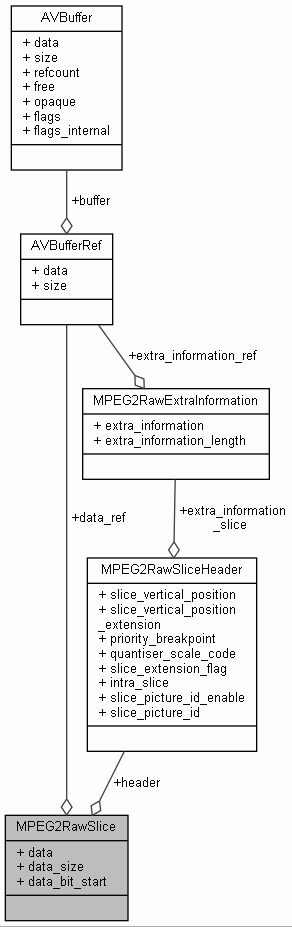 AVBuffer
+ data
+ size
+ refcount
+ free
+ opaque
+ flags
+ flags_internal
+buffer
AVBufferRef
+ data
+ size
+extra_information_ref
MPEG2RawExtraInformation
+ extra_information
+ extra_information_length
+data_ref
+extra_information
_slice
MPEG2RawSliceHeader
+ slice_vertical_position
+ slice_vertical_position
_extension
+ priority_breakpoint
+ quantiser_scale_code
+ slice_extension_flag
+ intra_slice
+ slice_picture_id_enable
+ slice_picture_id
+header
MPEG2RawSlice
+ data
+ data_size
+ data_bit_start